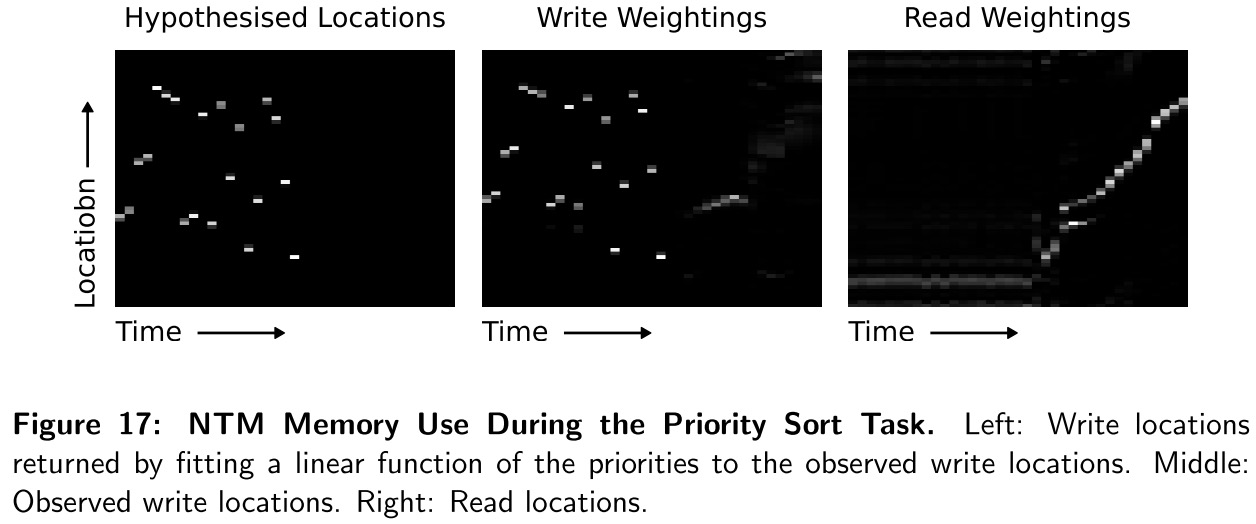 Hypothesised Locations
Write Weightings
Read Weightings
Locatiobn
Time
Time
Time
Figure 17: NTM Memory Use During the Priority Sort Task. Left: Write locations
returned by fitting a linear function of the priorities to the observed write locations. Middle:
Observed write locations. Right: Read locations.